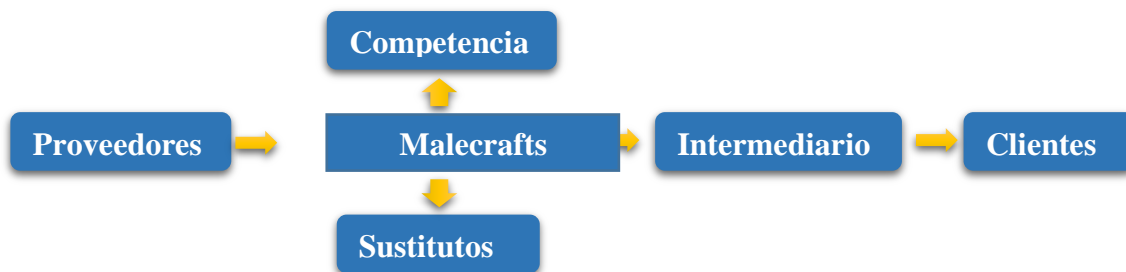 Competencia
Proveedores
Malecrafts
Intermediario
Clientes
Sustitutos